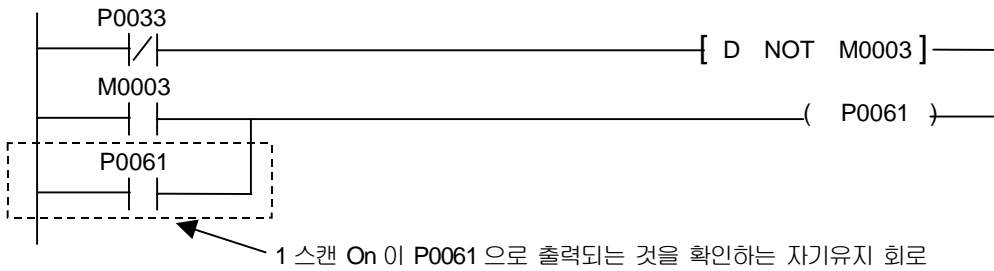 P0033
[ D NOT M0003 ]
M0003
( P0061 )
P0061
1 스캔 On 이 P0061 으로 출력되는 것을 확인하는 자기유지 회로